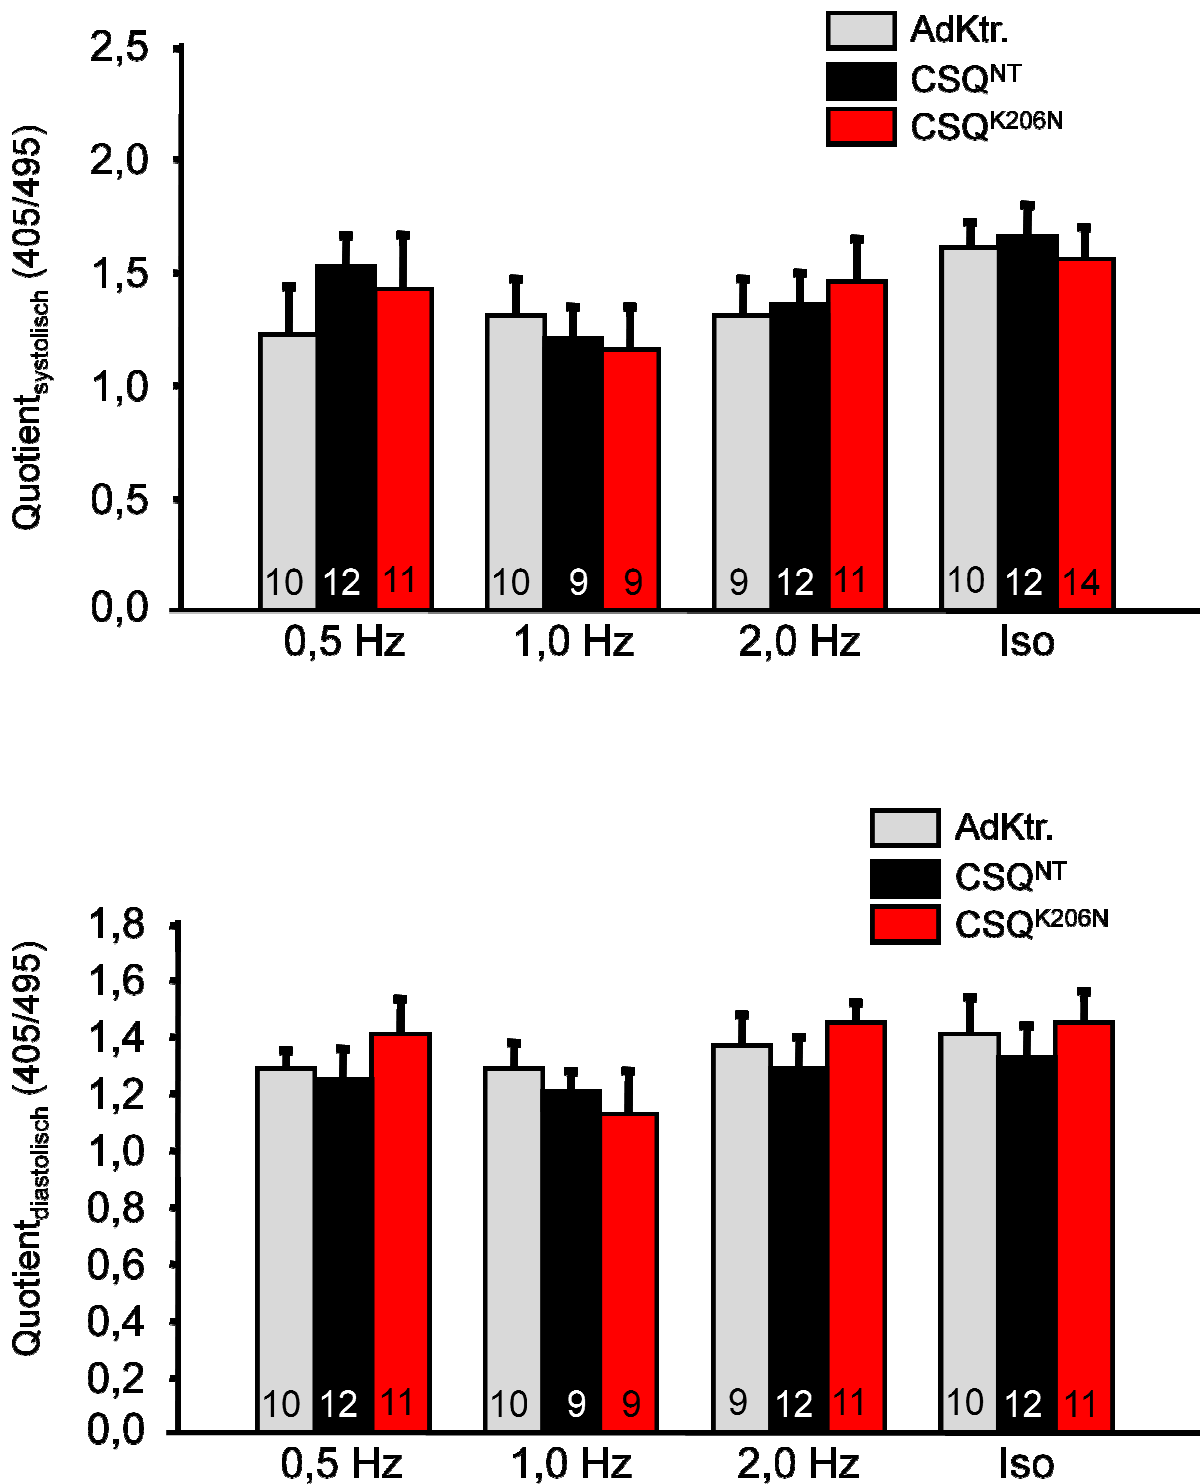 AdKtr.
CSQNT
CSQK206N
Quotientsystolisch (405/495)
2,5
2,0
1,5
1,0
0,5
0,0
10 12 11 10 9 9 9 12 11 10 12 14
0,5 Hz 1,0 Hz 2,0 Hz Iso
AdKtr.
CSQNT
CSQK206N
Quotientdiastolisch (405/495)
1,8
1,6
1,4
1,2
1,0
0,8
0,6
0,4
0,2
0,0
10 12 11 10 9 9 9 12 11 10 12 11
0,5 Hz 1,0 Hz 2,0 Hz Iso